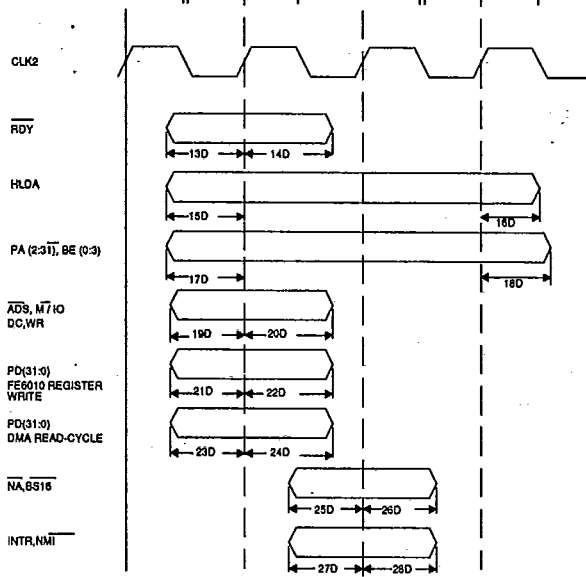 CLK2
RDY
13D 14D
HLDA
15D 16D
PA (2:31), BE (0:3)
17D 18D
ADS, M / IO
DC,WR
19D 20D
PD(31:0)
FE6010 REGISTER
WRITE
21D 22D
PD(31:0)
DMA READ-CYCLE
23D 24D
NA,BS16
25D 26D
INTR,NMI
27D 28D